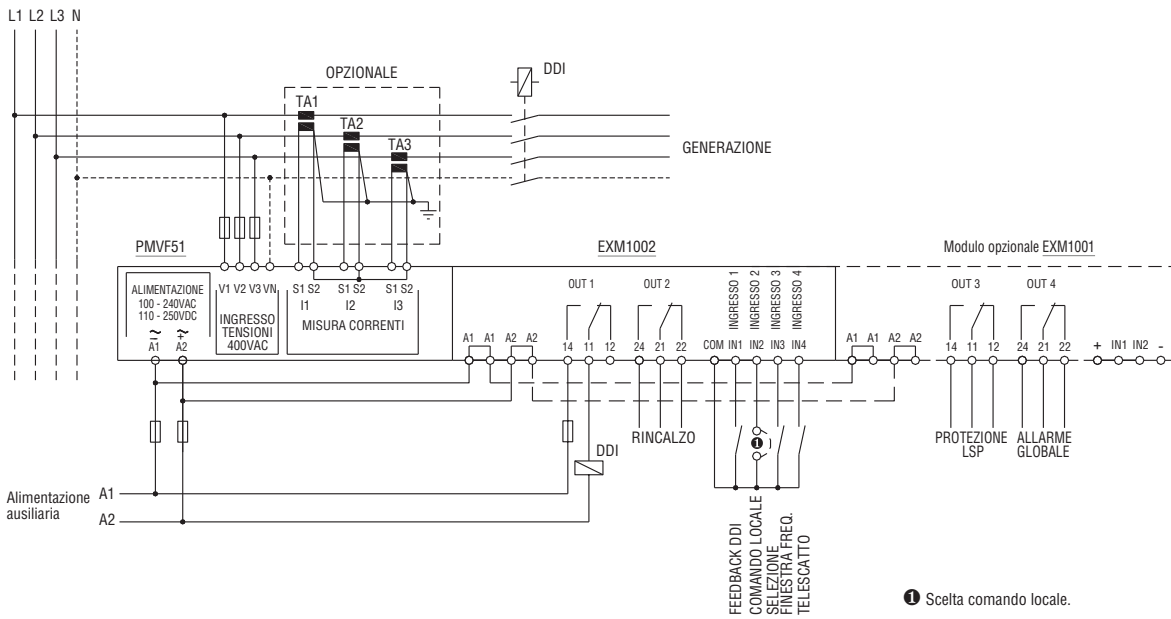 L1 L2 L3 N
OPZIONALE
DDI
TA1
TA2
TA3
GENERAZIONE
PMVF51
EXM1002
Modulo opzionale EXM1001
ALIMENTAZIONE
100 - 240VAC
110 - 250VDC
~ ~
− +
A1 A2
V1 V2 V3 VN
INGRESSO
TENSIONI
400VAC
S1 S2 S1 S2 S1 S2
I1 I2 I3
MISURA CORRENTI
A1 A1 A2 A2
OUT 1
14 11 12
OUT 2
24 21 22
INGRESSO 1
INGRESSO 2
INGRESSO 3
INGRESSO 4
COM IN1 IN2 IN3 IN4
A1 A1 A2 A2
OUT 3
14 11 12
OUT 4
24 21 22
+ IN1 IN2 -
RINCALZO
❶
PROTEZIONE
LSP
ALLARME
GLOBALE
DDI
Alimentazione
ausiliaria
A1
A2
FEEDBACK DDI
COMANDO LOCALE
SELEZIONE
FINESTRA FREQ.
TELESCATTO
❶ Scelta comando locale.